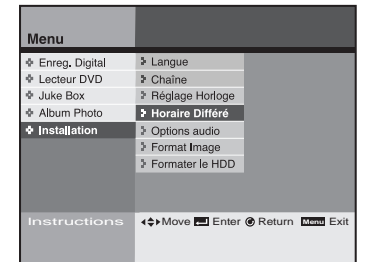 Menu
Enreg. Digital
Lecteur DVD
Juke Box
Album Photo
Installation
Langue
Chaîne
Réglage Horloge
Horaire Différé
Options audio
Format Image
Formater le HDD
Instructions Move Enter Return Menu Exit